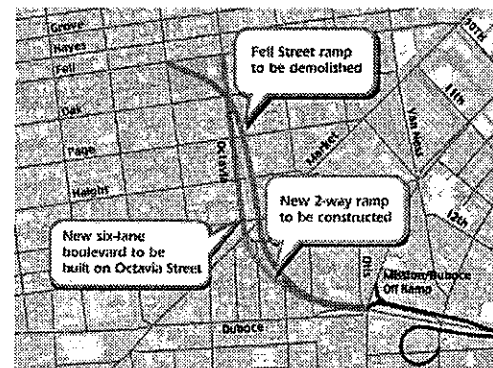 Grove
Hayes
Fell
Oak
Page
Haight
Octavia
Fell Street ramp
to be demolished
Market
Van Ness
10TH
11th
12th
New 2-way ramp
to be constructed
New six-lane
boulevard to be
built on Octavia Street
Otis
Mission/Duboce
Off Ramp
Duboce